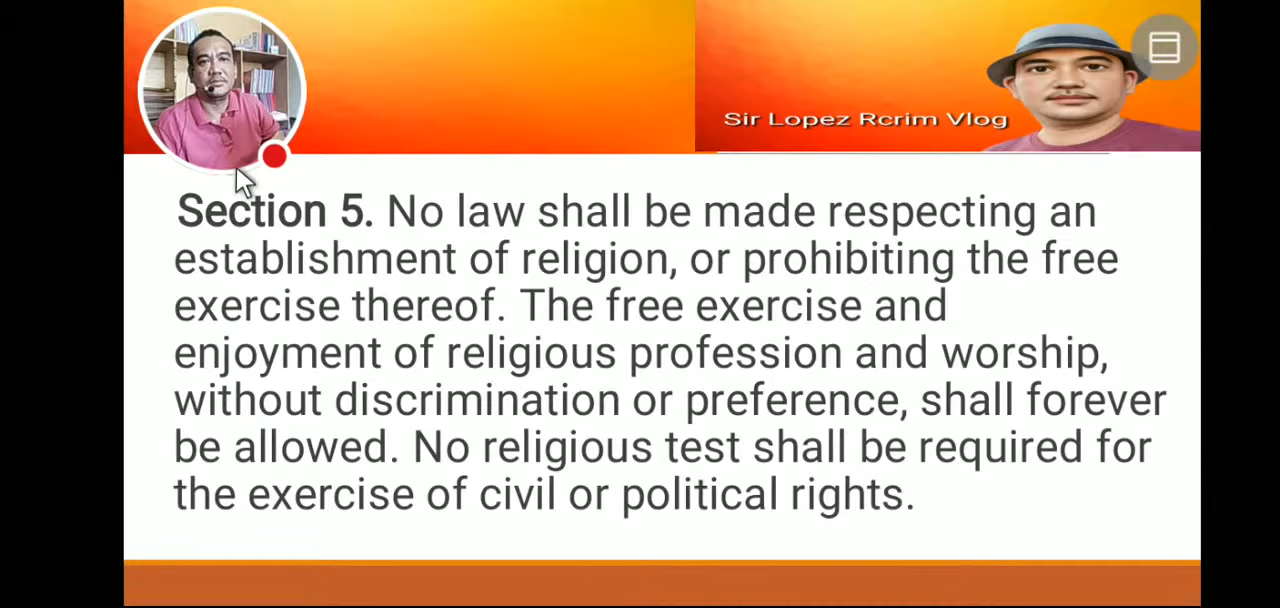 Sir Lopez Rcrim Vlog
Section 5. No law shall be made respecting an
establishment of religion, or prohibiting the free
exercise thereof. The free exercise and
enjoyment of religious profession and worship,
without discrimination or preference, shall forever
be allowed. No religious test shall be required for
the exercise of civil or political rights.